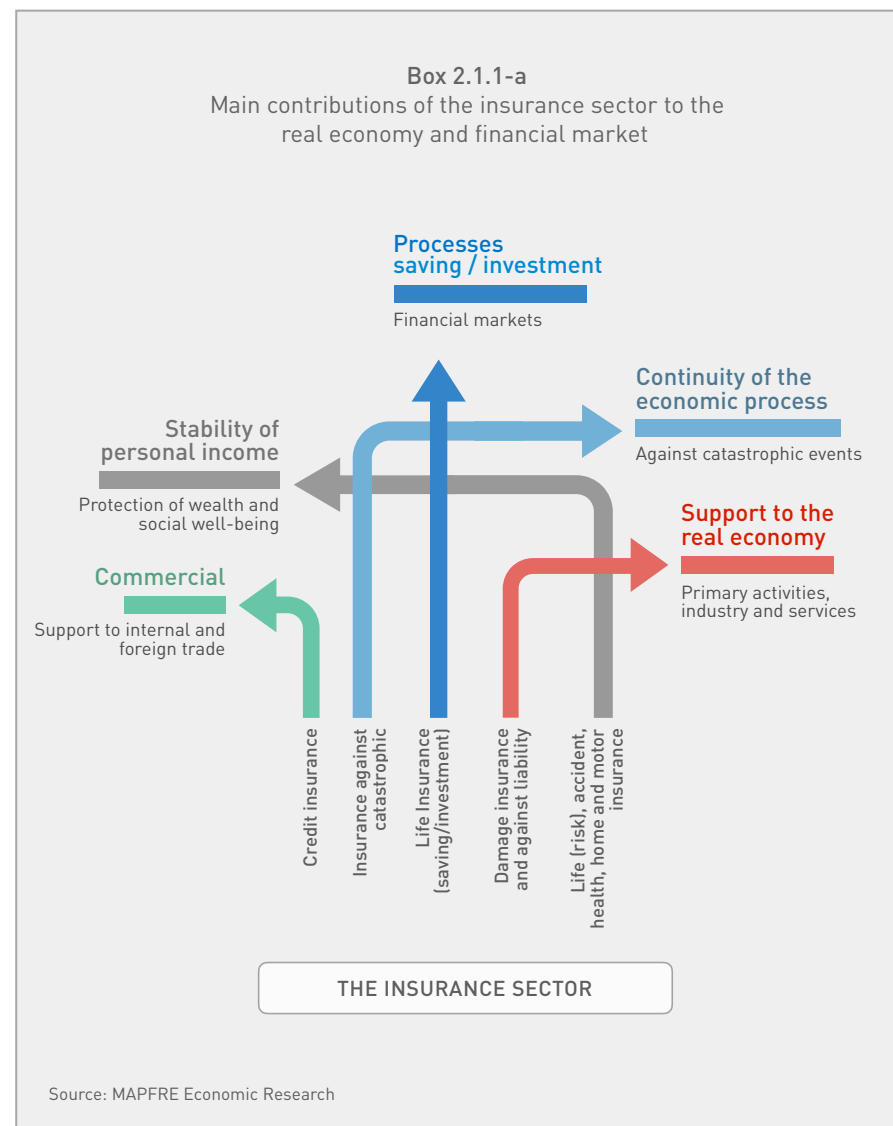 Box 2.1.1-a
Main contributions of the insurance sector to the
real economy and financial market
Processes
saving / investment
Financial markets
Continuity of the
economic process
Against catastrophic events
Stability of
personal income
Protection of wealth and
social well-being
Support to the
real economy
Primary activities,
industry and services
Commercial
Support to internal and
foreign trade
Credit insurance
Insurance against
catastrophic
Life Insurance
(saving/investment)
Damage insurance
and against liability
Life (risk), accident,
health, home and motor
insurance
THE INSURANCE SECTOR
Source: MAPFRE Economic Research